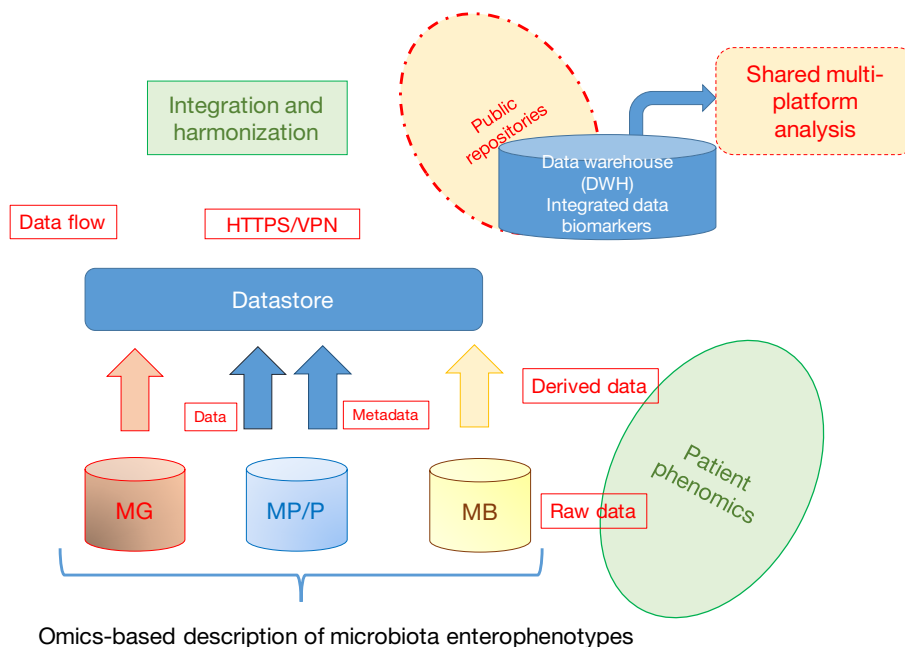 Integration and
harmonization
Public
repositories
Shared multi-
platform
analysis
Data warehouse
(DWH)
Integrated data
biomarkers
Data flow
HTTPS/VPN
Datastore
Data
Metadata
Derived data
MG
MP/P
MB
Raw data
Patient
phenomics
Omics-based description of microbiota enterophenotypes